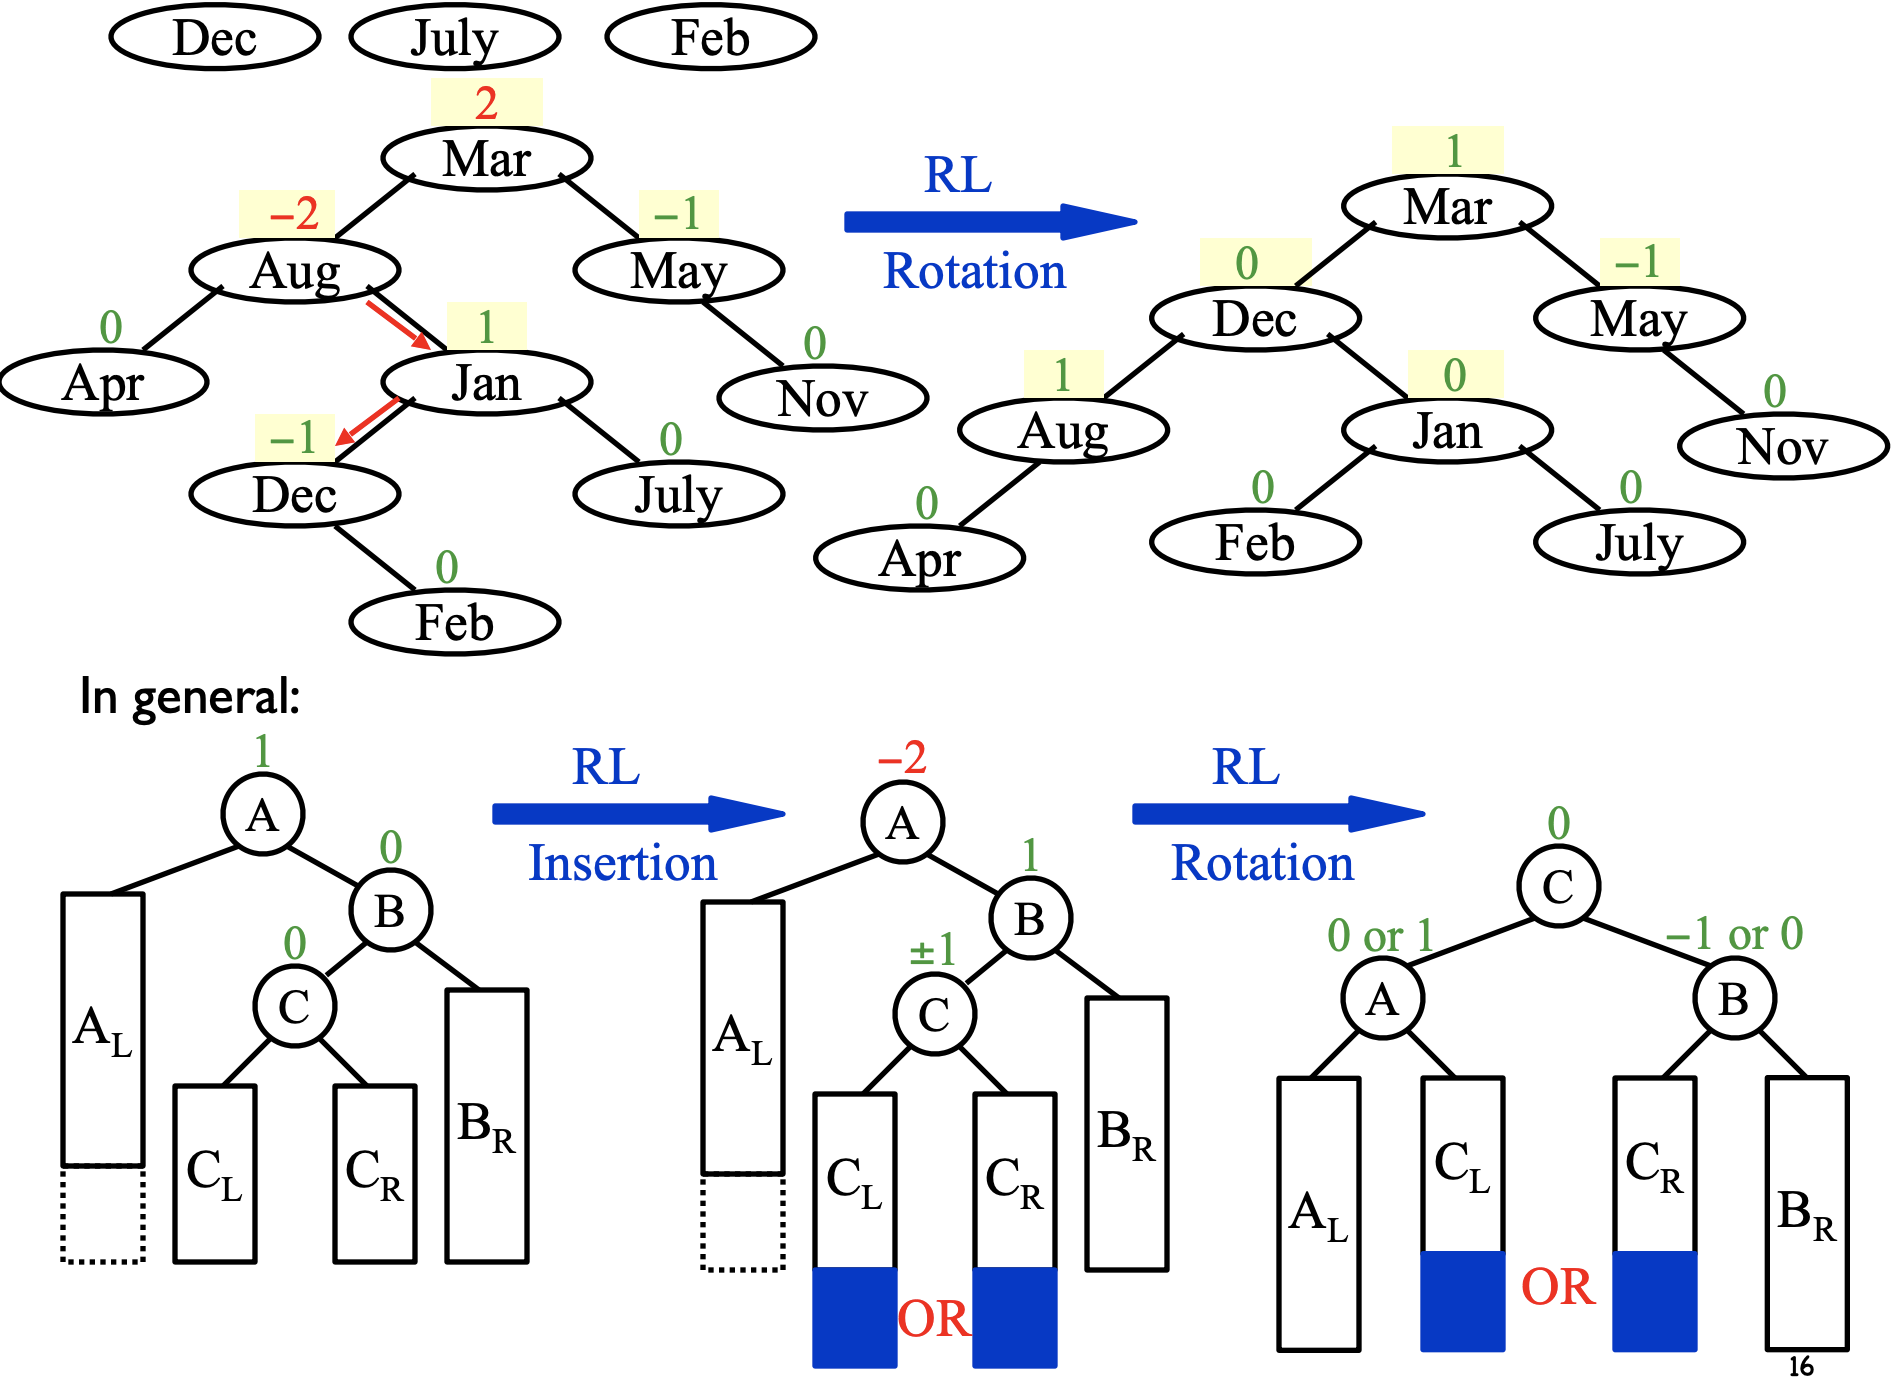 Dec July Feb
2
Mar
1
Mar
RL
Rotation
−2
Aug
−1
May
0
Dec
−1
May
0
Apr
1
Jan
0
Nov
1
Aug
0
Jan
0
Nov
−1
Dec
0
July
0
Apr
0
Feb
0
July
0
Feb
In general:
1
A
0
B
0
C
A_L
C_L
C_R
B_R
RL
Insertion
−2
A
1
B
±1
C
A_L
C_L
C_R
B_R
OR
RL
Rotation
0
C
0 or 1
A
−1 or 0
B
A_L
C_L
C_R
B_R
OR
16